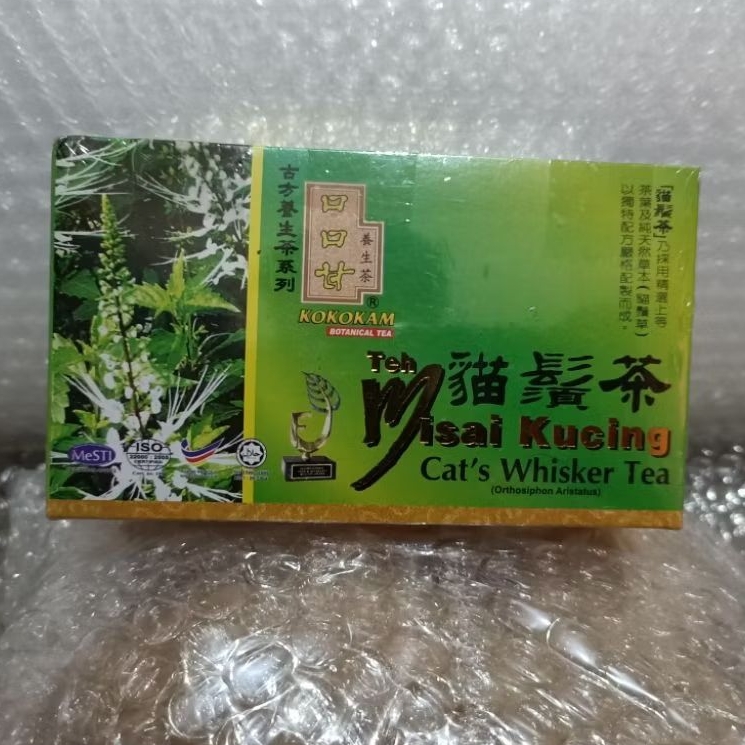 古方養生茶系列
口口甘
養生茶
®
KOKOKAM
BOTANICAL TEA
「貓鬚茶」乃採用精選上等
茶葉及純天然草本(貓鬚草)
以獨特配方嚴格配製而成。
Teh
貓鬚茶
Misai Kucing
Cat's Whisker Tea
(Orthosiphon Aristatus)
MeSTI
ISO
22000 : 2005
CERTIFIED